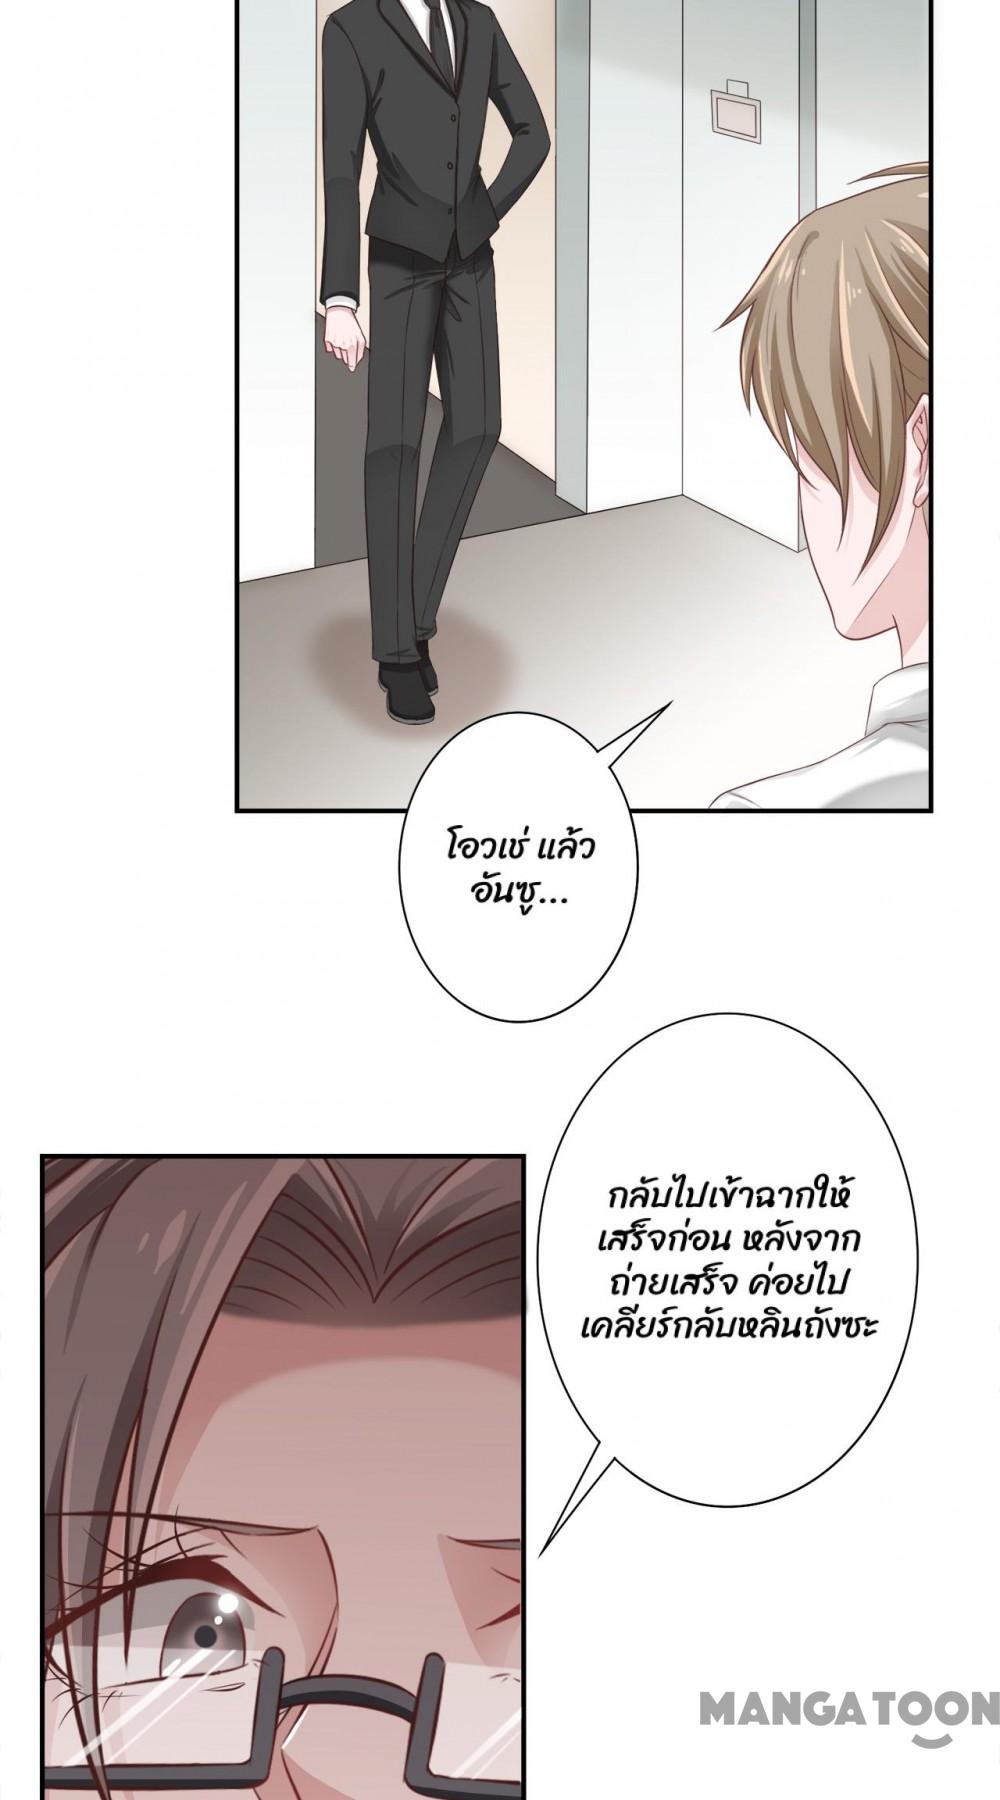 โอวเช่ แล้ว
อันซู...
กลับไปเข้าฉากให้
เสร็จก่อน หลังจาก
ถ่ายเสร็จ ค่อยไป
เคลียร์กลับหลินถังซะ
MANGATOON